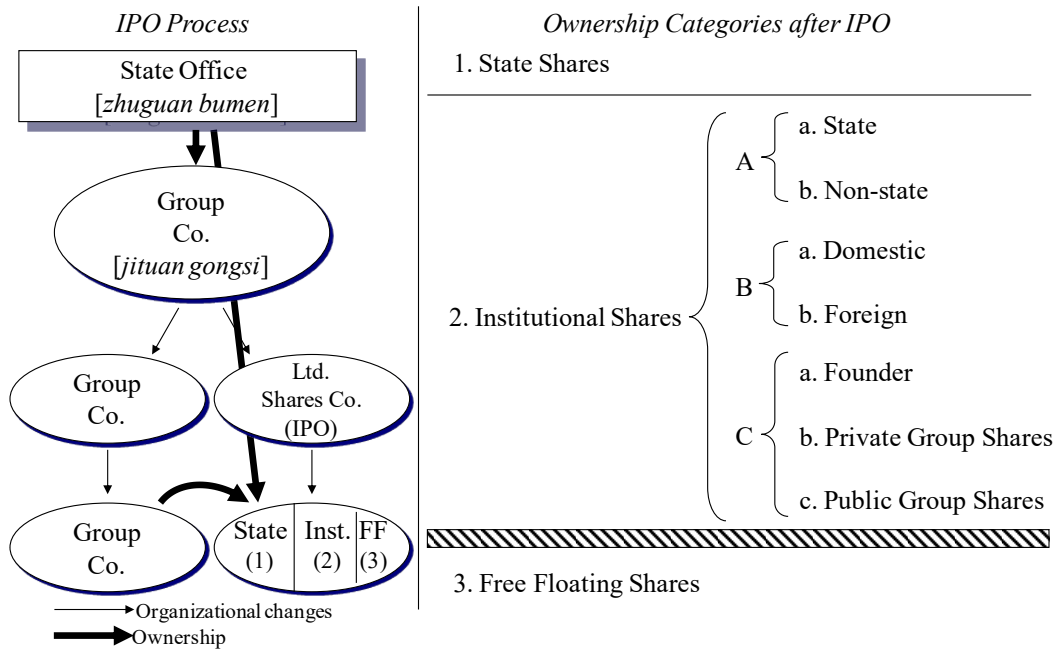 IPO Process
State Office
[zhuguan bumen]
Group
Co.
[jituan gongsi]
Group
Co.
Ltd.
Shares Co.
(IPO)
Group
Co.
State
(1)
Inst.
(2)
FF
(3)
Organizational changes
Ownership
Ownership Categories after IPO
1. State Shares
2. Institutional Shares
A
a. State
b. Non-state
B
a. Domestic
b. Foreign
C
a. Founder
b. Private Group Shares
c. Public Group Shares
3. Free Floating Shares